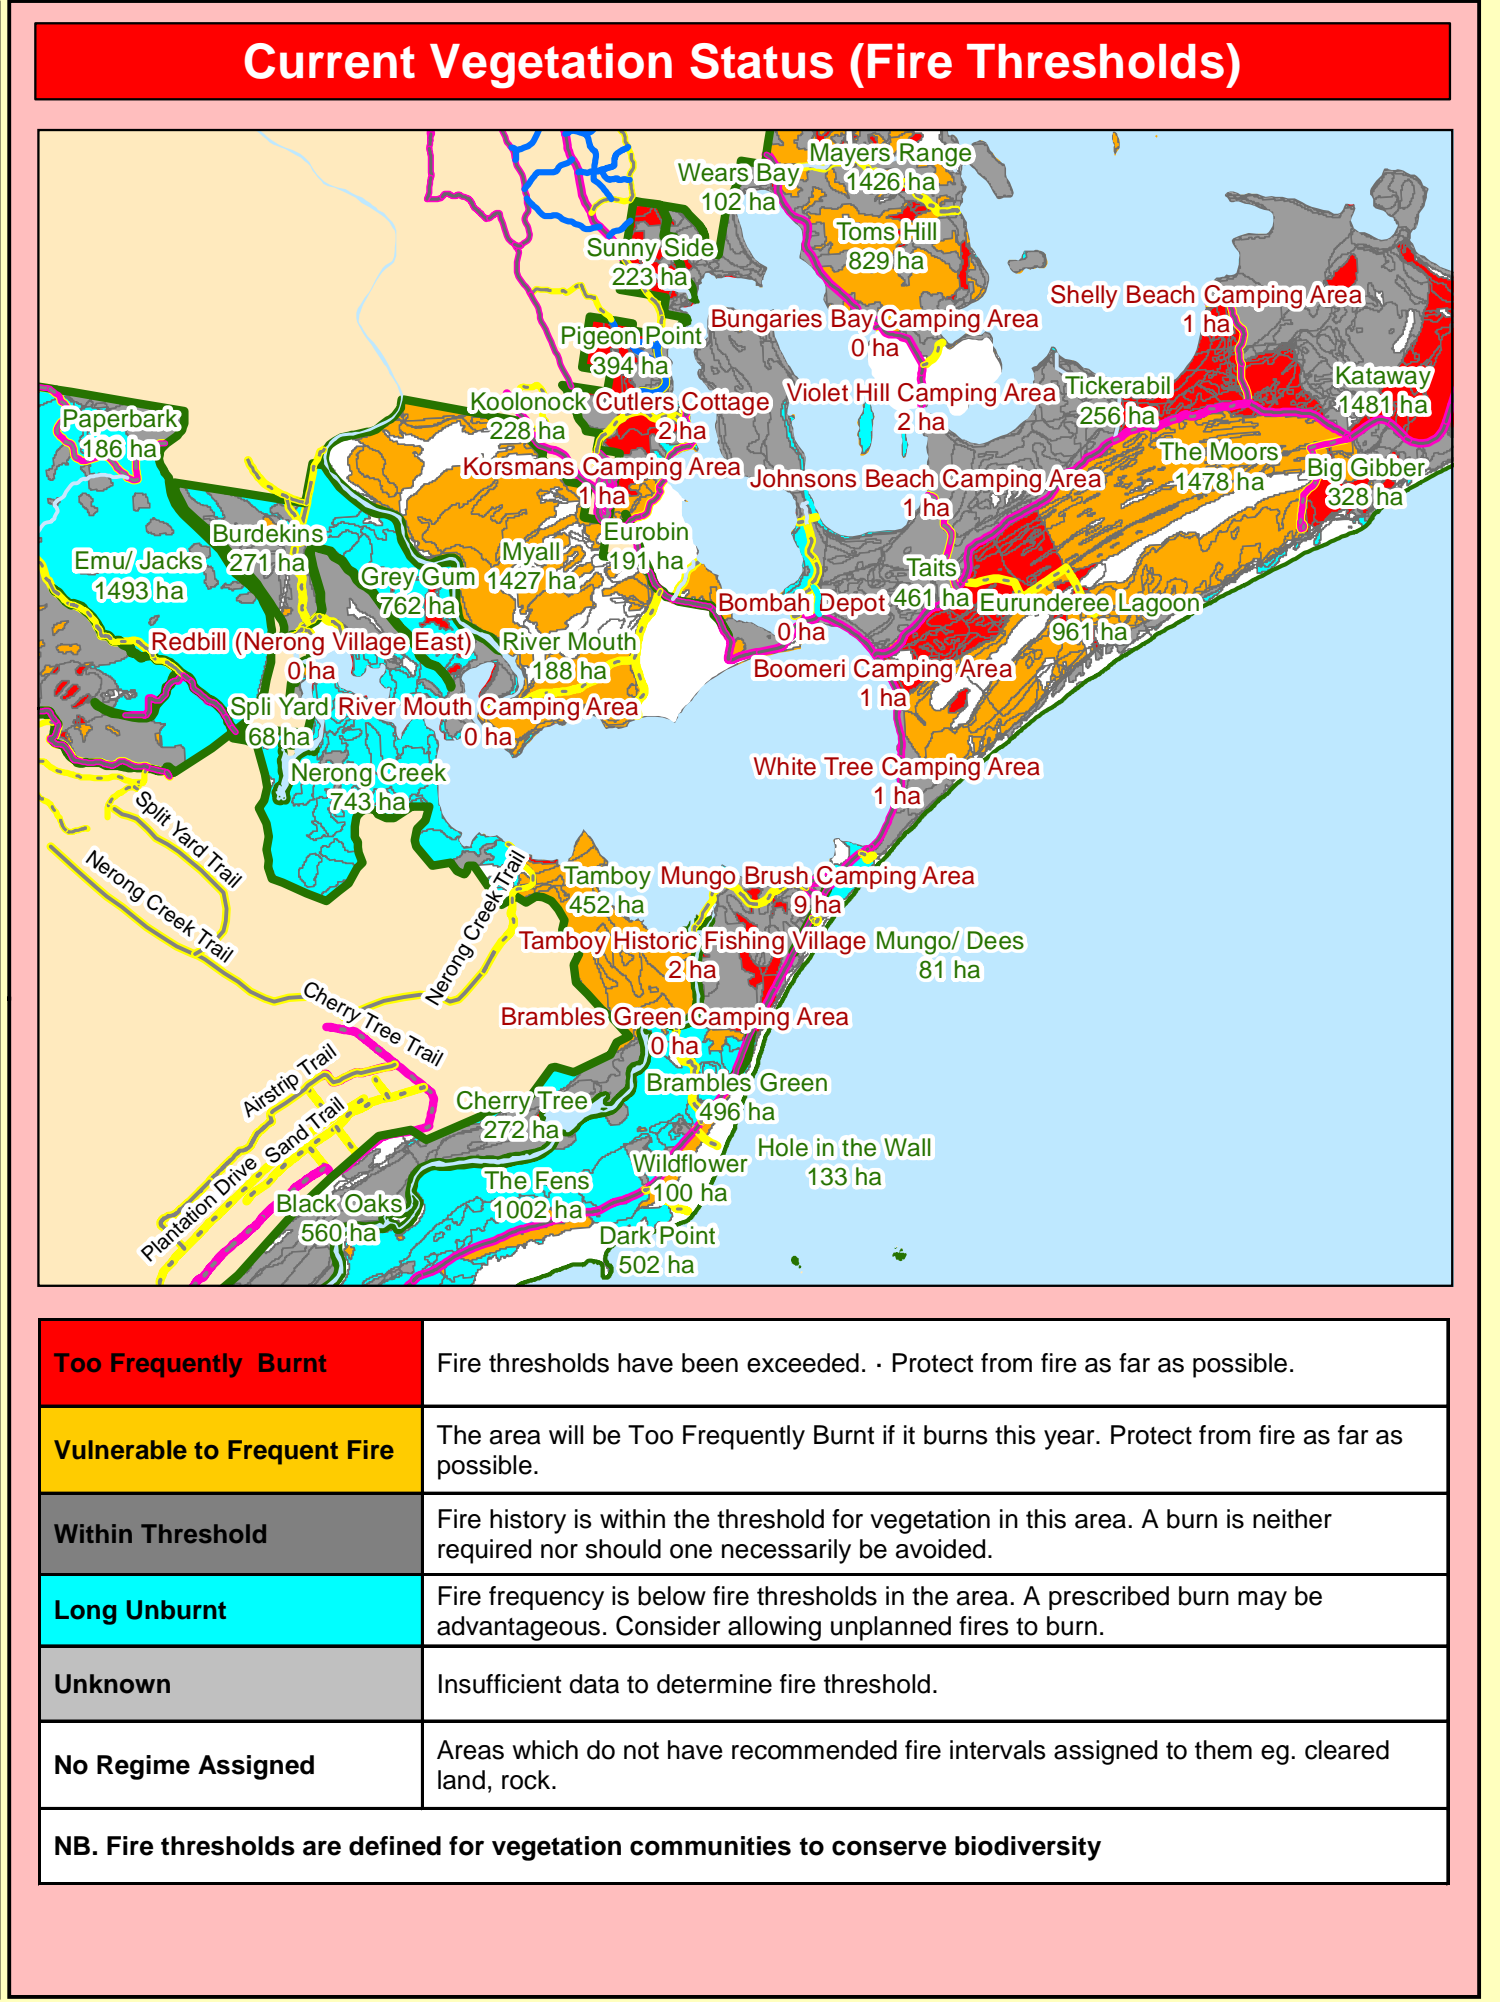 Current Vegetation Status (Fire Thresholds)
Mayers Range
1426 ha
Wears Bay
102 ha
Toms Hill
829 ha
Sunny Side
223 ha
Shelly Beach Camping Area
1 ha
Bungaries Bay Camping Area
0 ha
Pigeon Point
394 ha
Kataway
1481 ha
Tickerabil
256 ha
Violet Hill Camping Area
2 ha
Koolonock
228 ha
Cutlers Cottage
2 ha
Paperbark
186 ha
The Moors
1478 ha
Big Gibber
328 ha
Korsmans Camping Area
1 ha
Johnsons Beach Camping Area
1 ha
Burdekins
271 ha
Eurobin
191 ha
Myall
1427 ha
Emu/ Jacks
1493 ha
Grey Gum
762 ha
Taits
461 ha
Bombah Depot
0 ha
Eurunderee Lagoon
961 ha
Redbill (Nerong Village East)
0 ha
River Mouth
188 ha
Boomeri Camping Area
1 ha
Spli Yard
68 ha
River Mouth Camping Area
0 ha
Nerong Creek
743 ha
White Tree Camping Area
1 ha
Split Yard Trail
Nerong Creek Trail
Nerong Creek Trail
Tamboy
452 ha
Mungo Brush Camping Area
9 ha
Tamboy Historic Fishing Village
2 ha
Mungo/ Dees
81 ha
Cherry Tree Trail
Brambles Green Camping Area
0 ha
Airstrip Trail
Brambles Green
496 ha
Cherry Tree
272 ha
Sand Trail
Hole in the Wall
133 ha
Wildflower
100 ha
The Fens
1002 ha
Plantation Drive
Black Oaks
560 ha
Dark Point
502 ha
Too Frequently Burnt
Fire thresholds have been exceeded. · Protect from fire as far as possible.
Vulnerable to Frequent Fire
The area will be Too Frequently Burnt if it burns this year. Protect from fire as far as
possible.
Within Threshold
Fire history is within the threshold for vegetation in this area. A burn is neither
required nor should one necessarily be avoided.
Long Unburnt
Fire frequency is below fire thresholds in the area. A prescribed burn may be
advantageous. Consider allowing unplanned fires to burn.
Unknown
Insufficient data to determine fire threshold.
No Regime Assigned
Areas which do not have recommended fire intervals assigned to them eg. cleared
land, rock.
NB. Fire thresholds are defined for vegetation communities to conserve biodiversity